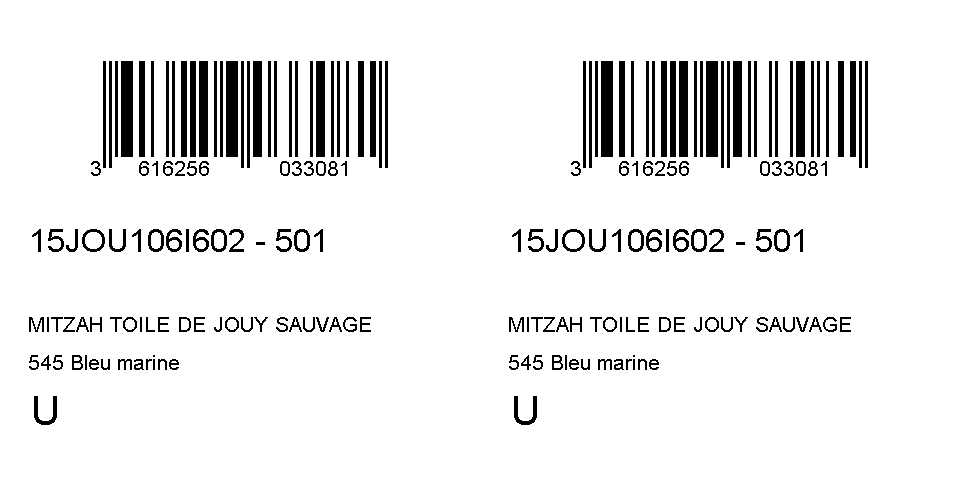 3 616256 033081
15JOU106I602 - 501
MITZAH TOILE DE JOUY SAUVAGE
545 Bleu marine
U
3 616256 033081
15JOU106I602 - 501
MITZAH TOILE DE JOUY SAUVAGE
545 Bleu marine
U